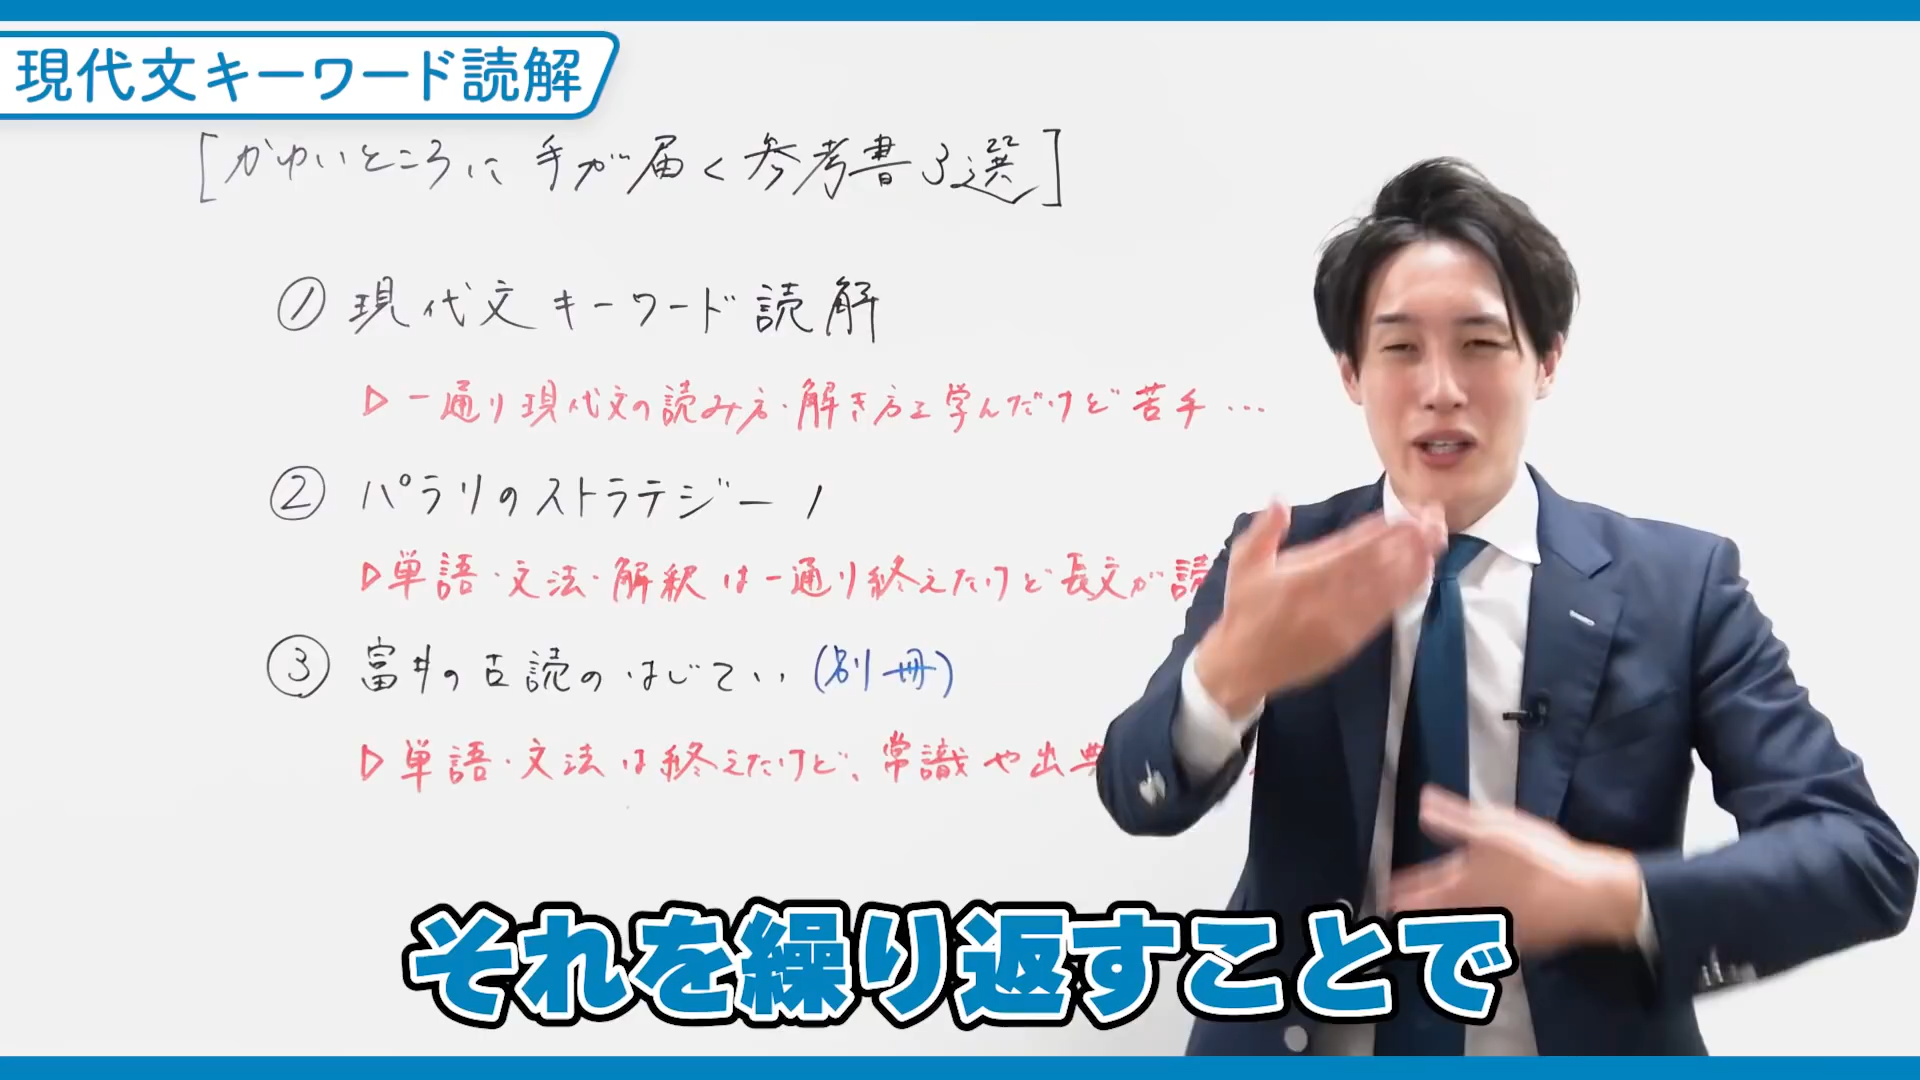 現代文キーワード読解
[かゆいところに手が届く参考書3選]
① 現代文キーワード読解
▷一通り現代文の読み方・解き方を学んだけど苦手…
② パラリのストラテジー1
▷単語・文法・解釈は一通り終えたけど長文が読
③ 富井の古読のはじてい (別冊)
▷単語・文法は終えたけど、常識や出典
それを繰り返すことで